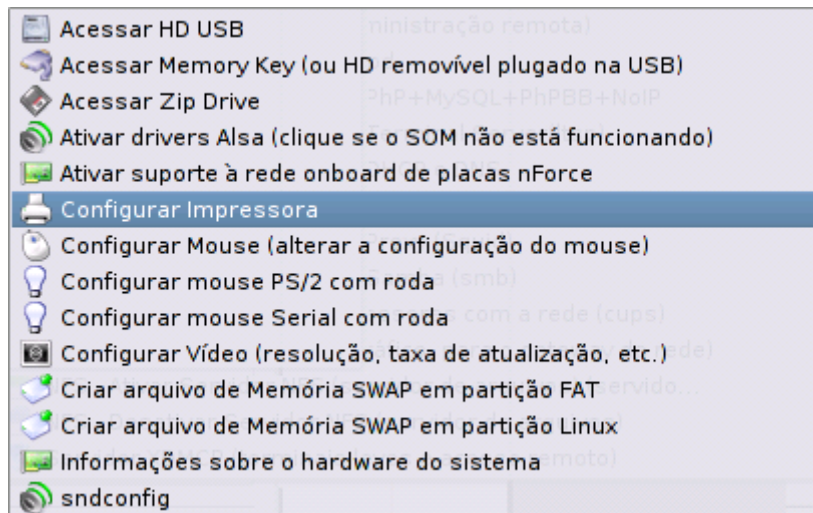 Acessar HD USB
Acessar Memory Key (ou HD removível plugado na USB)
Acessar Zip Drive
Ativar drivers Alsa (clique se o SOM não está funcionando)
Ativar suporte à rede onboard de placas nForce
Configurar Impressora
Configurar Mouse (alterar a configuração do mouse)
Configurar mouse PS/2 com roda
Configurar mouse Serial com roda
Configurar Vídeo (resolução, taxa de atualização, etc.)
Criar arquivo de Memória SWAP em partição FAT
Criar arquivo de Memória SWAP em partição Linux
Informações sobre o hardware do sistema
sndconfig